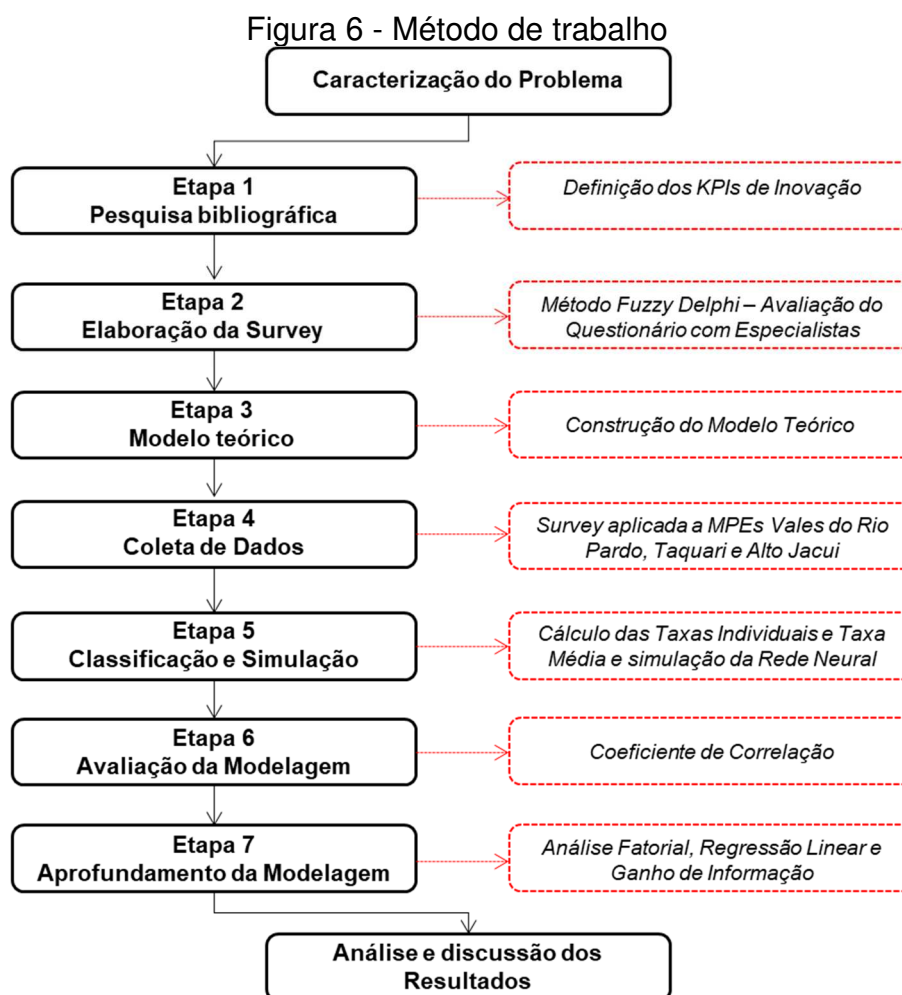 Figura 6 - Método de trabalho
Caracterização do Problema
Etapa 1
Pesquisa bibliográfica
Definição dos KPIs de Inovação
Etapa 2
Elaboração da Survey
Método Fuzzy Delphi – Avaliação do
Questionário com Especialistas
Etapa 3
Modelo teórico
Construção do Modelo Teórico
Etapa 4
Coleta de Dados
Survey aplicada a MPEs Vales do Rio
Pardo, Taquari e Alto Jacui
Etapa 5
Classificação e Simulação
Cálculo das Taxas Individuais e Taxa
Média e simulação da Rede Neural
Etapa 6
Avaliação da Modelagem
Coeficiente de Correlação
Etapa 7
Aprofundamento da Modelagem
Análise Fatorial, Regressão Linear e
Ganho de Informação
Análise e discussão dos
Resultados